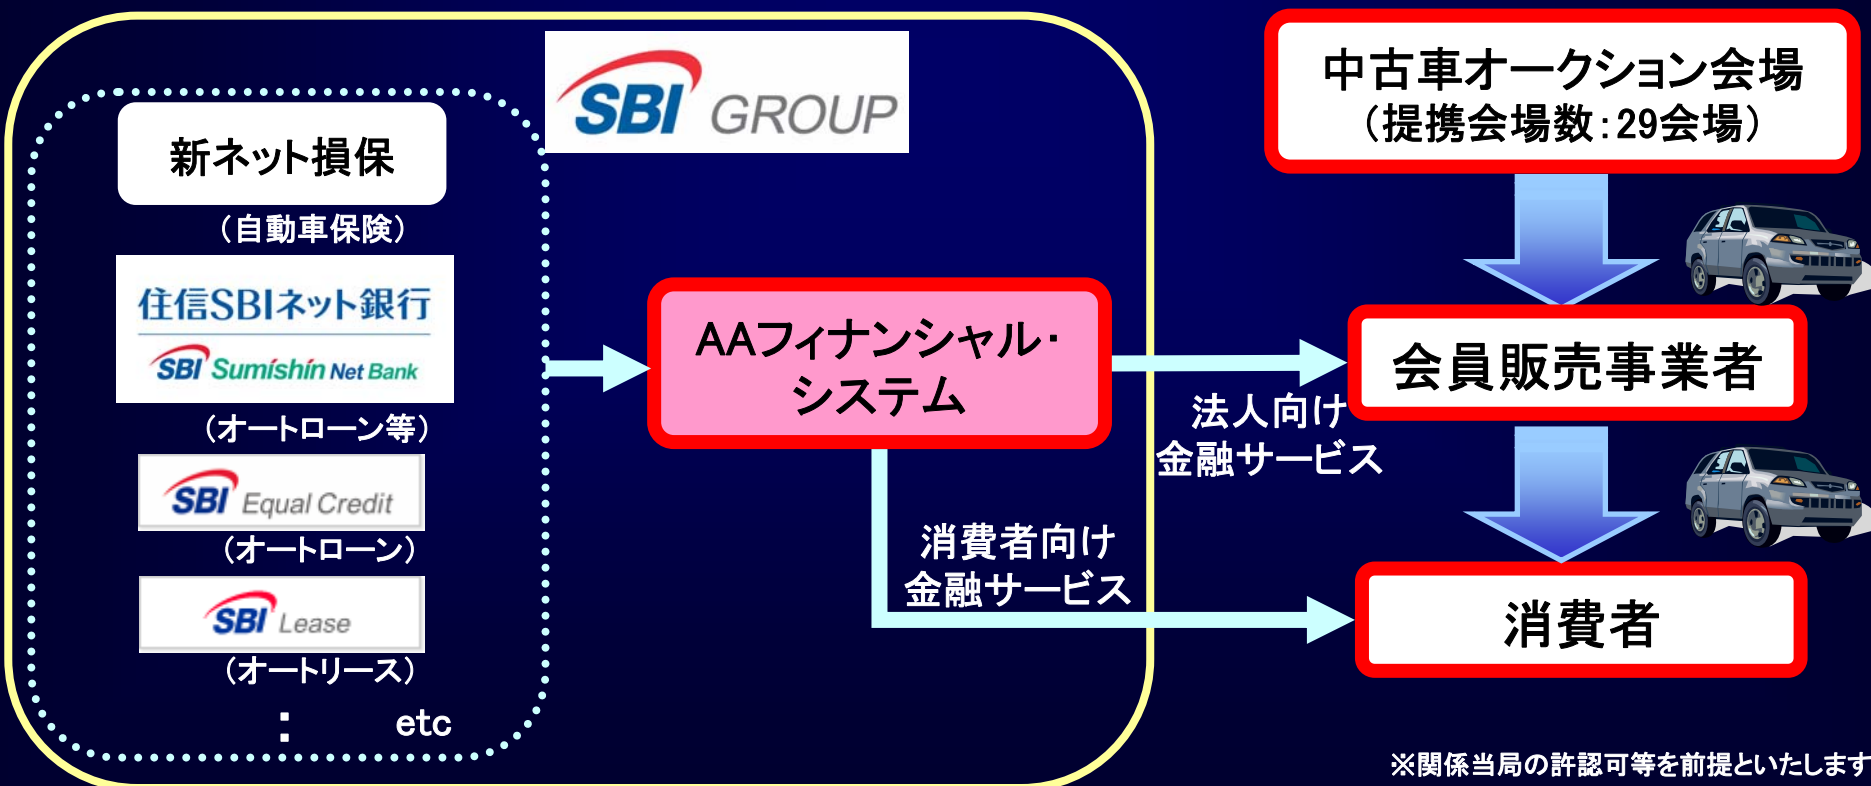 SBI GROUP
新ネット損保
（自動車保険）
住信SBIネット銀行
SBI Sumishin Net Bank
（オートローン等）
SBI Equal Credit
（オートローン）
SBI Lease
（オートリース）
： etc
AAフィナンシャル・
システム
法人向け
金融サービス
消費者向け
金融サービス
中古車オークション会場
（提携会場数：29会場）
会員販売事業者
消費者
※関係当局の許認可等を前提といたします